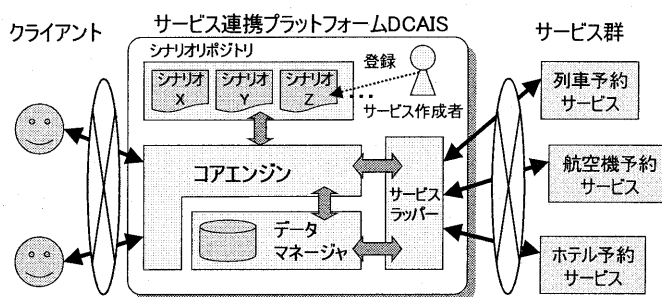 サービス連携プラットフォームDCAIS
クライアント
サービス群
シナリオリポジトリ
シナリオ
X
シナリオ
Y
シナリオ
Z
...
登録
サービス作成者
コアエンジン
データ
マネージャ
サービス
ラッパー
列車予約
サービス
航空機予約
サービス
ホテル予約
サービス